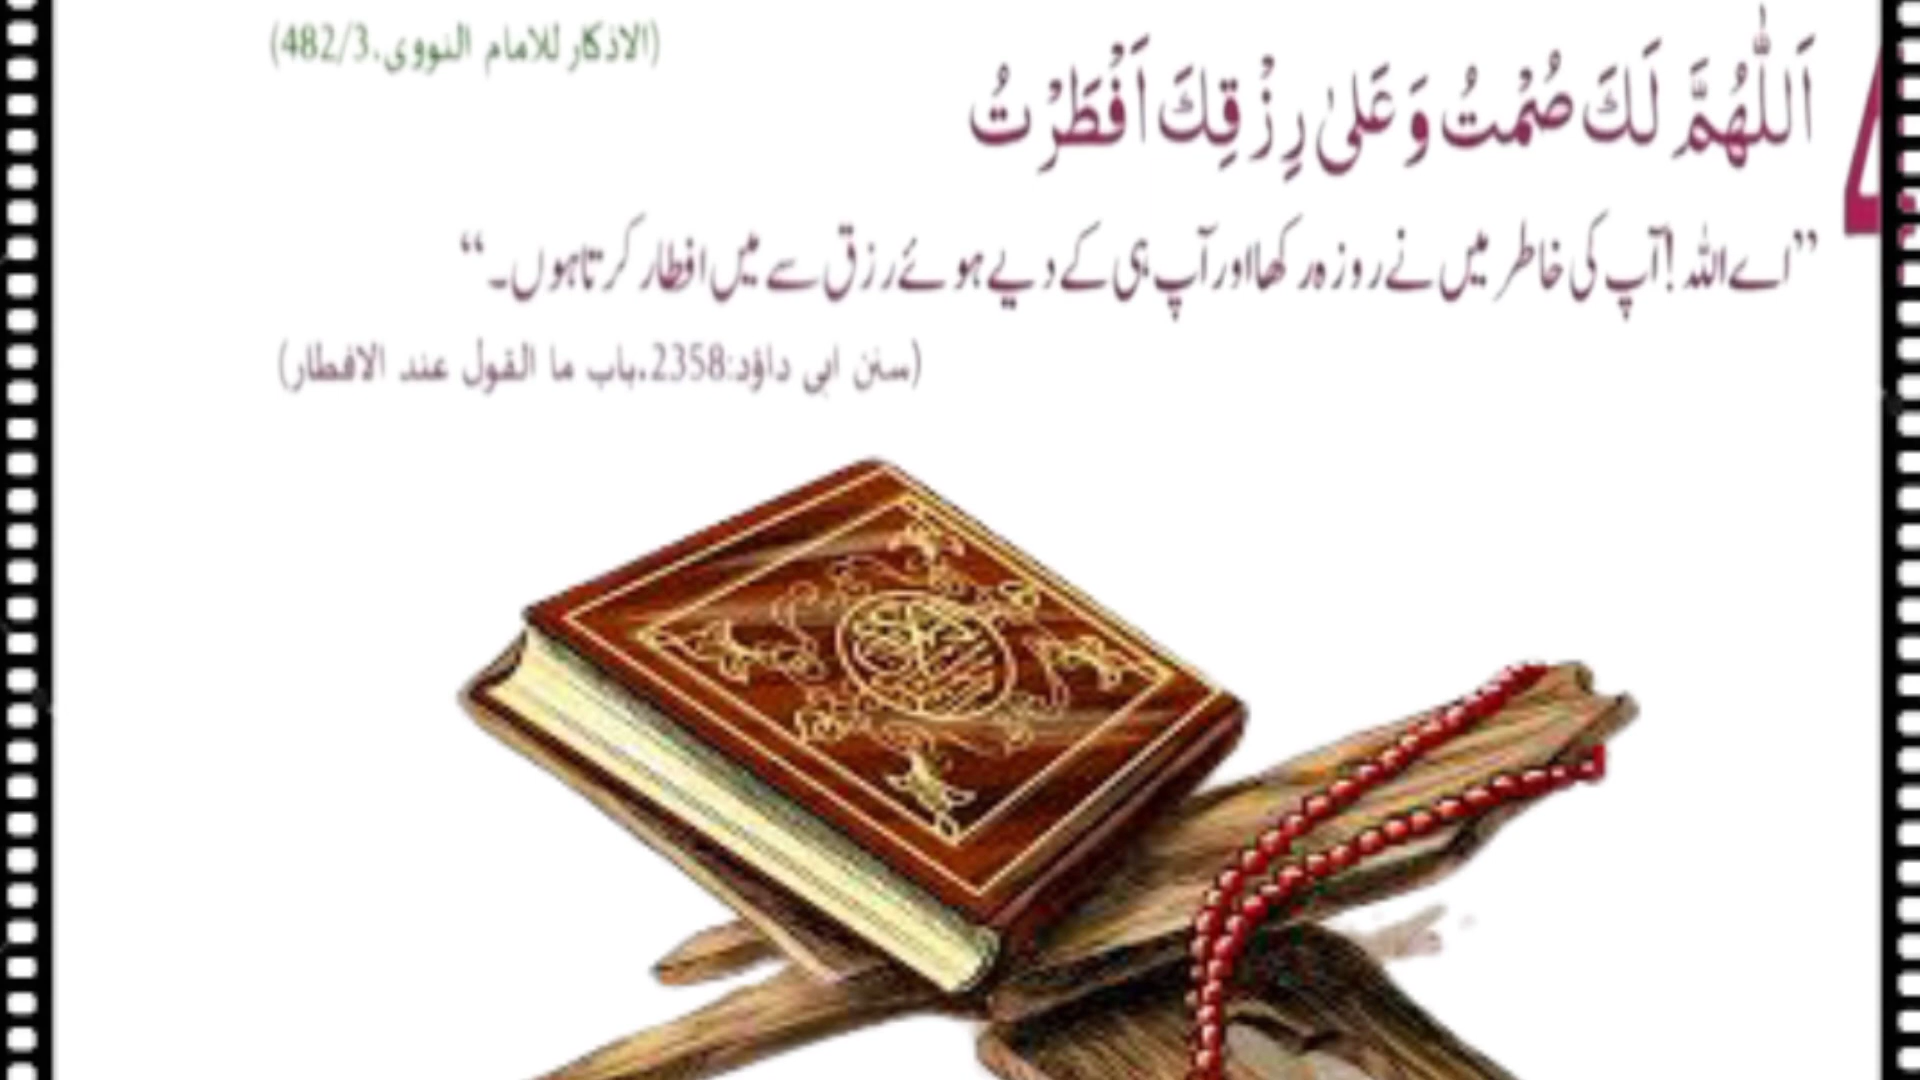 (الاذکار للامام النووی،482/3)
اَللّٰهُمَّ لَکَ صُمْتُ وَعَلیٰ رِزْقِکَ اَفْطَرْتُ
”اے اللہ !آپ کی خاطر میں نے روزہ رکھا اور آپ ہی کے دیے ہوئے رزق سے میں افطار کرتا ہوں۔“
(سنن ابی داؤد:2358،باب ما القول عند الافطار)